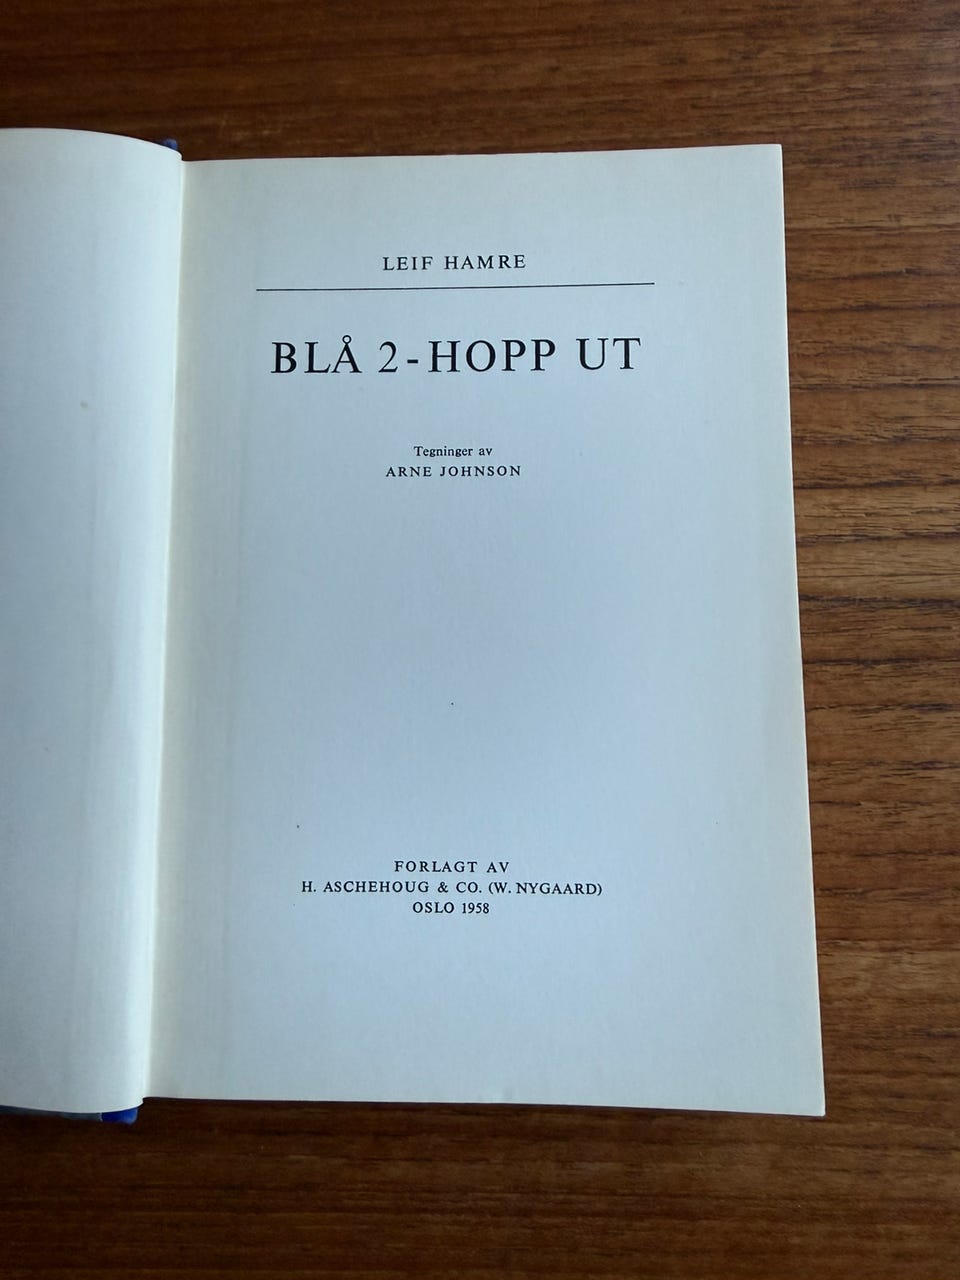 LEIF HAMRE
BLÅ 2-HOPP UT
Tegninger av
ARNE JOHNSON
FORLAGT AV
H. ASCHEHOUG & CO. (W. NYGAARD)
OSLO 1958